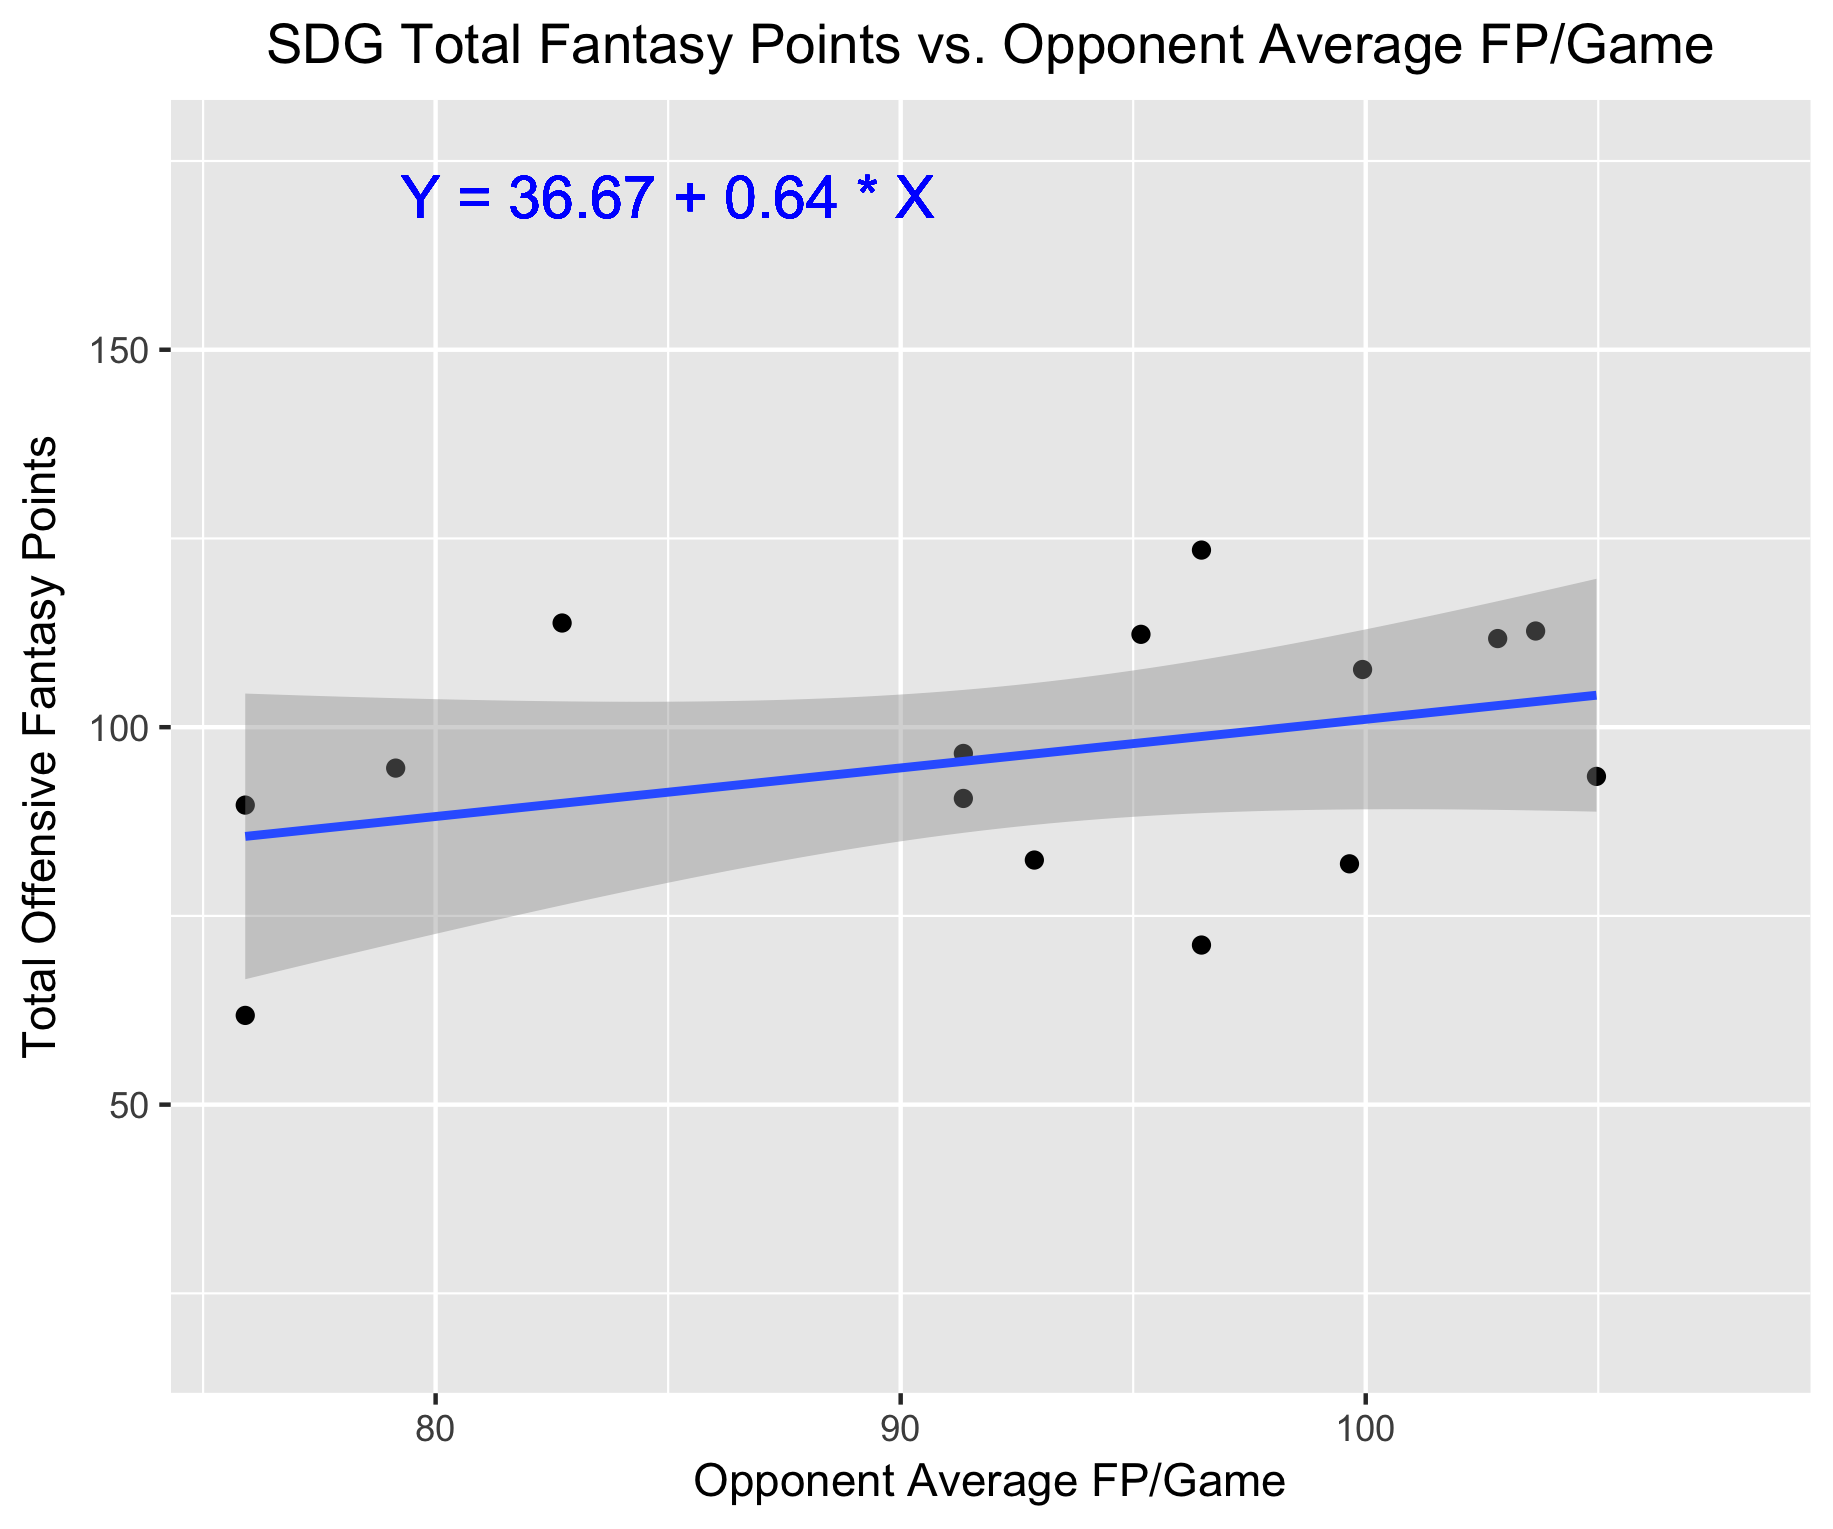 SDG Total Fantasy Points vs. Opponent Average FP/Game
Y = 36.67 + 0.64 * X
Total Offensive Fantasy Points
150
100
50
80
90
100
Opponent Average FP/Game